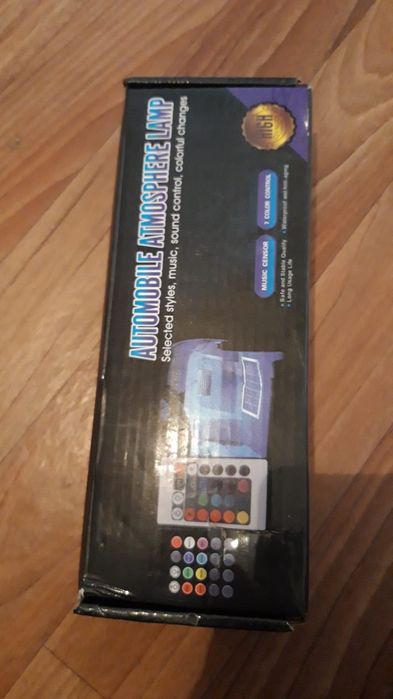 AUTOMOBILE ATMOSPHERE LAMP
Selected styles, music, sound control, colorful changes
HIGH
MUSIC CENSOR
7 COLOR CONTROL
• Safe and Stable Quality
• Waterproof and Anti-aging
• Long Usage Life